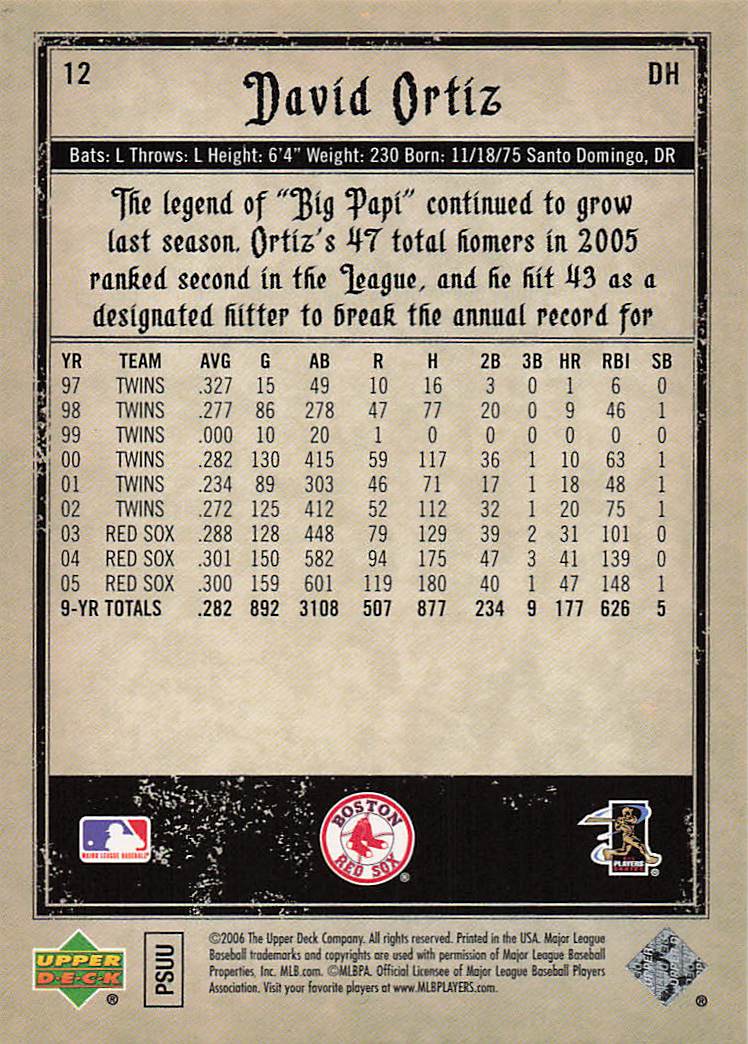 12
David Ortiz
DH
Bats: L Throws: L Height: 6'4" Weight: 230 Born: 11/18/75 Santo Domingo, DR
The legend of "Big Papi" continued to grow
last season. Ortiz's 47 total homers in 2005
ranked second in the League, and he hit 43 as a
designated hitter to break the annual record for
YR TEAM AVG G AB R H 2B 3B HR RBI SB
97 TWINS .327 15 49 10 16 3 0 1 6 0
98 TWINS .277 86 278 47 77 20 0 9 46 1
99 TWINS .000 10 20 1 0 0 0 0 0 0
00 TWINS .282 130 415 59 117 36 1 10 63 1
01 TWINS .234 89 303 46 71 17 1 18 48 1
02 TWINS .272 125 412 52 112 32 1 20 75 1
03 RED SOX .288 128 448 79 129 39 2 31 101 0
04 RED SOX .301 150 582 94 175 47 3 41 139 0
05 RED SOX .300 159 601 119 180 40 1 47 148 1
9-YR TOTALS .282 892 3108 507 877 234 9 177 626 5
MAJOR LEAGUE BASEBALL
BOSTON
RED SOX
®
PLAYERS
®
UPPER
D·E·C·K
®
PSUU
©2006 The Upper Deck Company. All rights reserved. Printed in the USA. Major League
Baseball trademarks and copyrights are used with permission of Major League Baseball
Properties, Inc. MLB.com. ©MLBPA. Official Licensee of Major League Baseball Players
Association. Visit your favorite players at www.MLBPLAYERS.com.
®